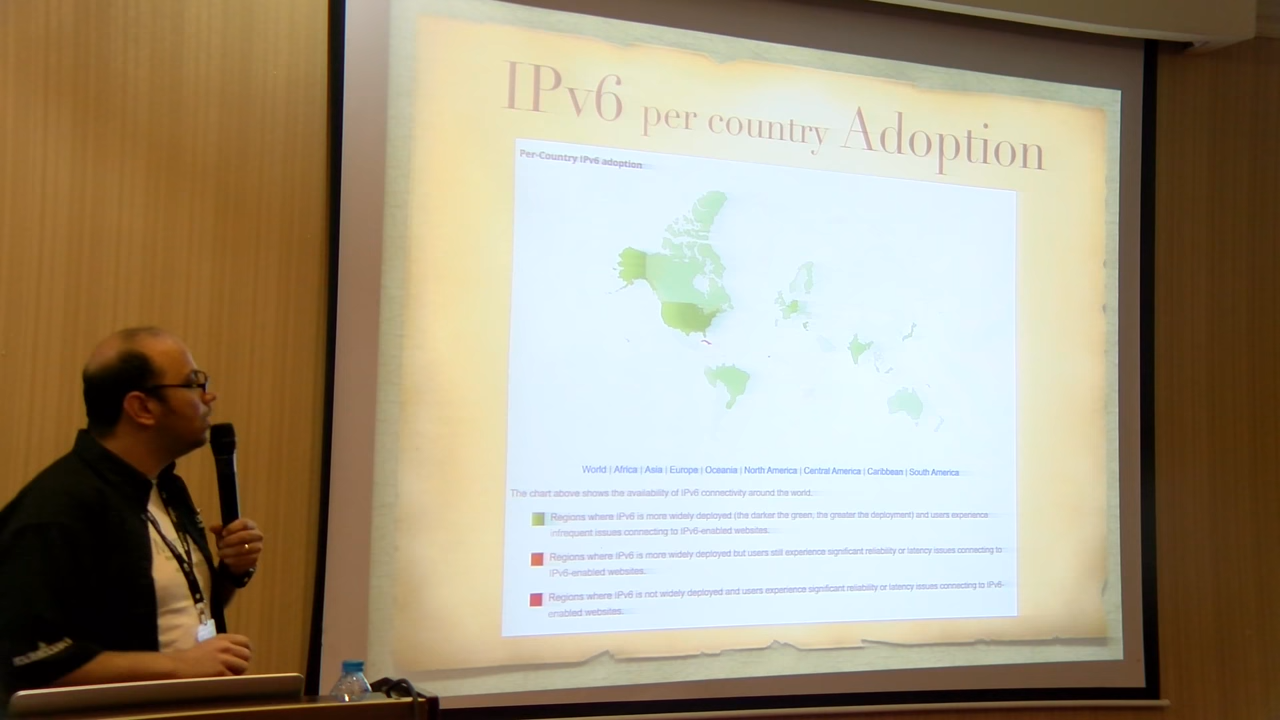 IPv6 per country Adoption
Per-Country IPv6 adoption
World | Africa | Asia | Europe | Oceania | North America | Central America | Caribbean | South America
The chart above shows the availability of IPv6 connectivity around the world.
Regions where IPv6 is more widely deployed (the darker the green, the greater the deployment) and users experience
infrequent issues connecting to IPv6-enabled websites.
Regions where IPv6 is more widely deployed but users still experience significant reliability or latency issues connecting to
IPv6-enabled websites.
Regions where IPv6 is not widely deployed and users experience significant reliability or latency issues connecting to IPv6-
enabled websites.